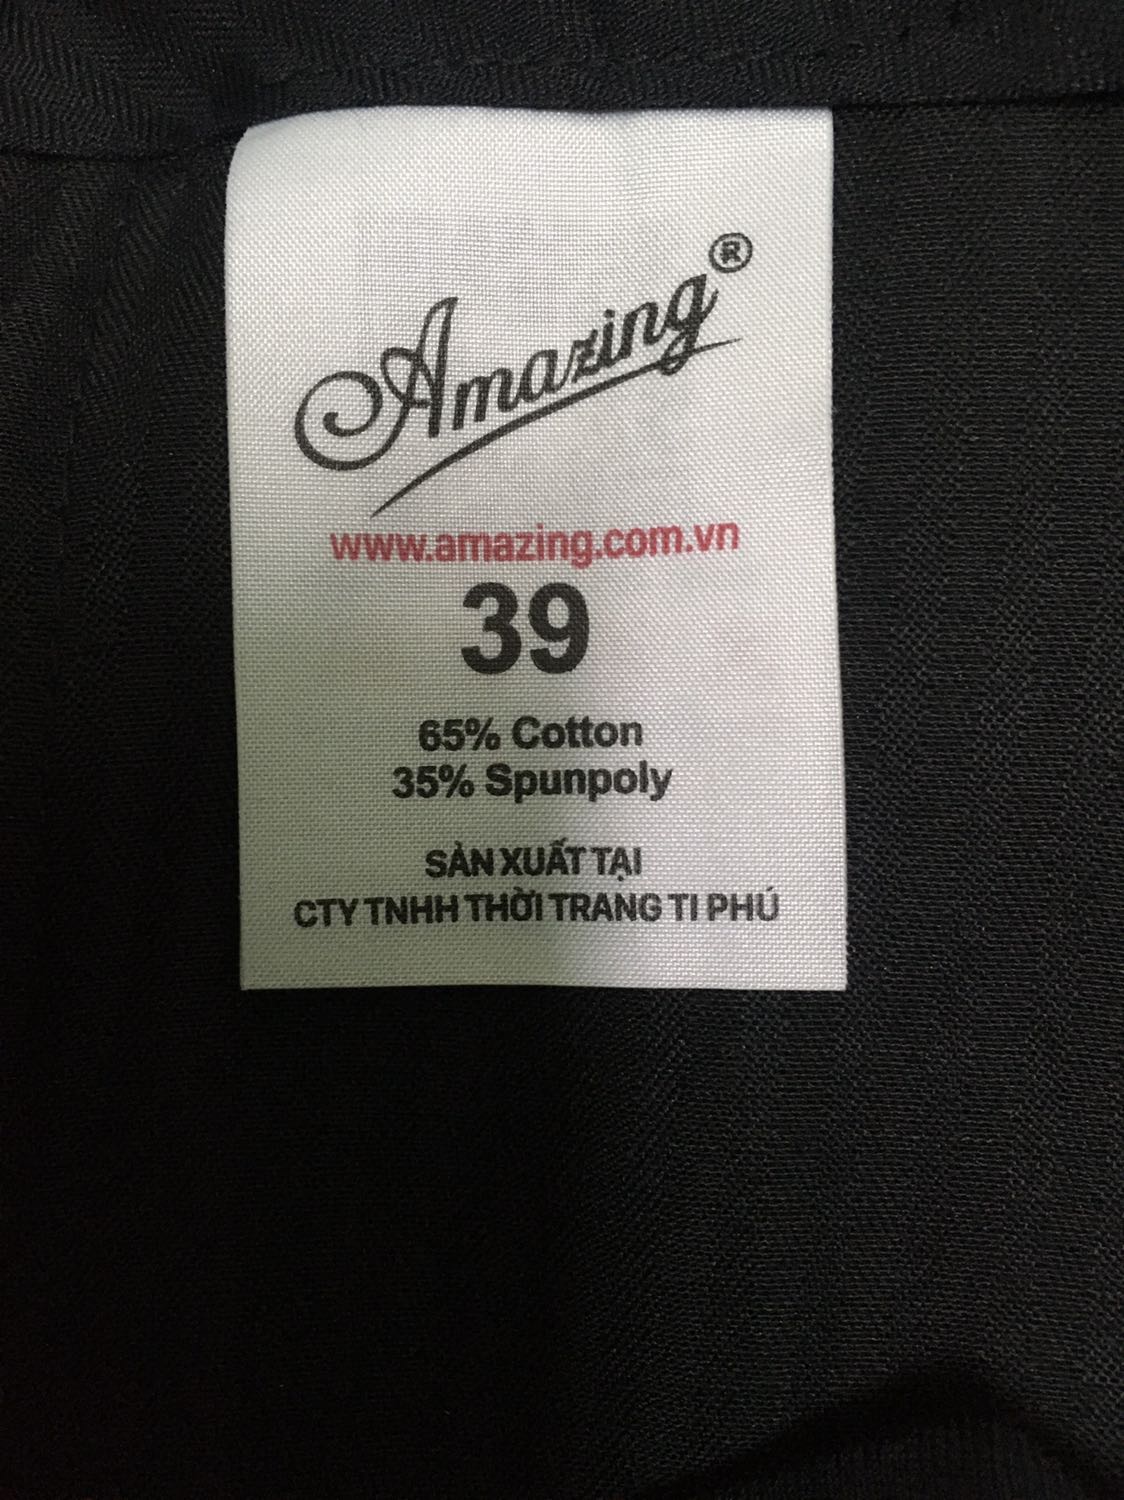 Amazing®
www.amazing.com.vn
39
65% Cotton
35% Spunpoly
SẢN XUẤT TẠI
CTY TNHH THỜI TRANG TI PHÚ